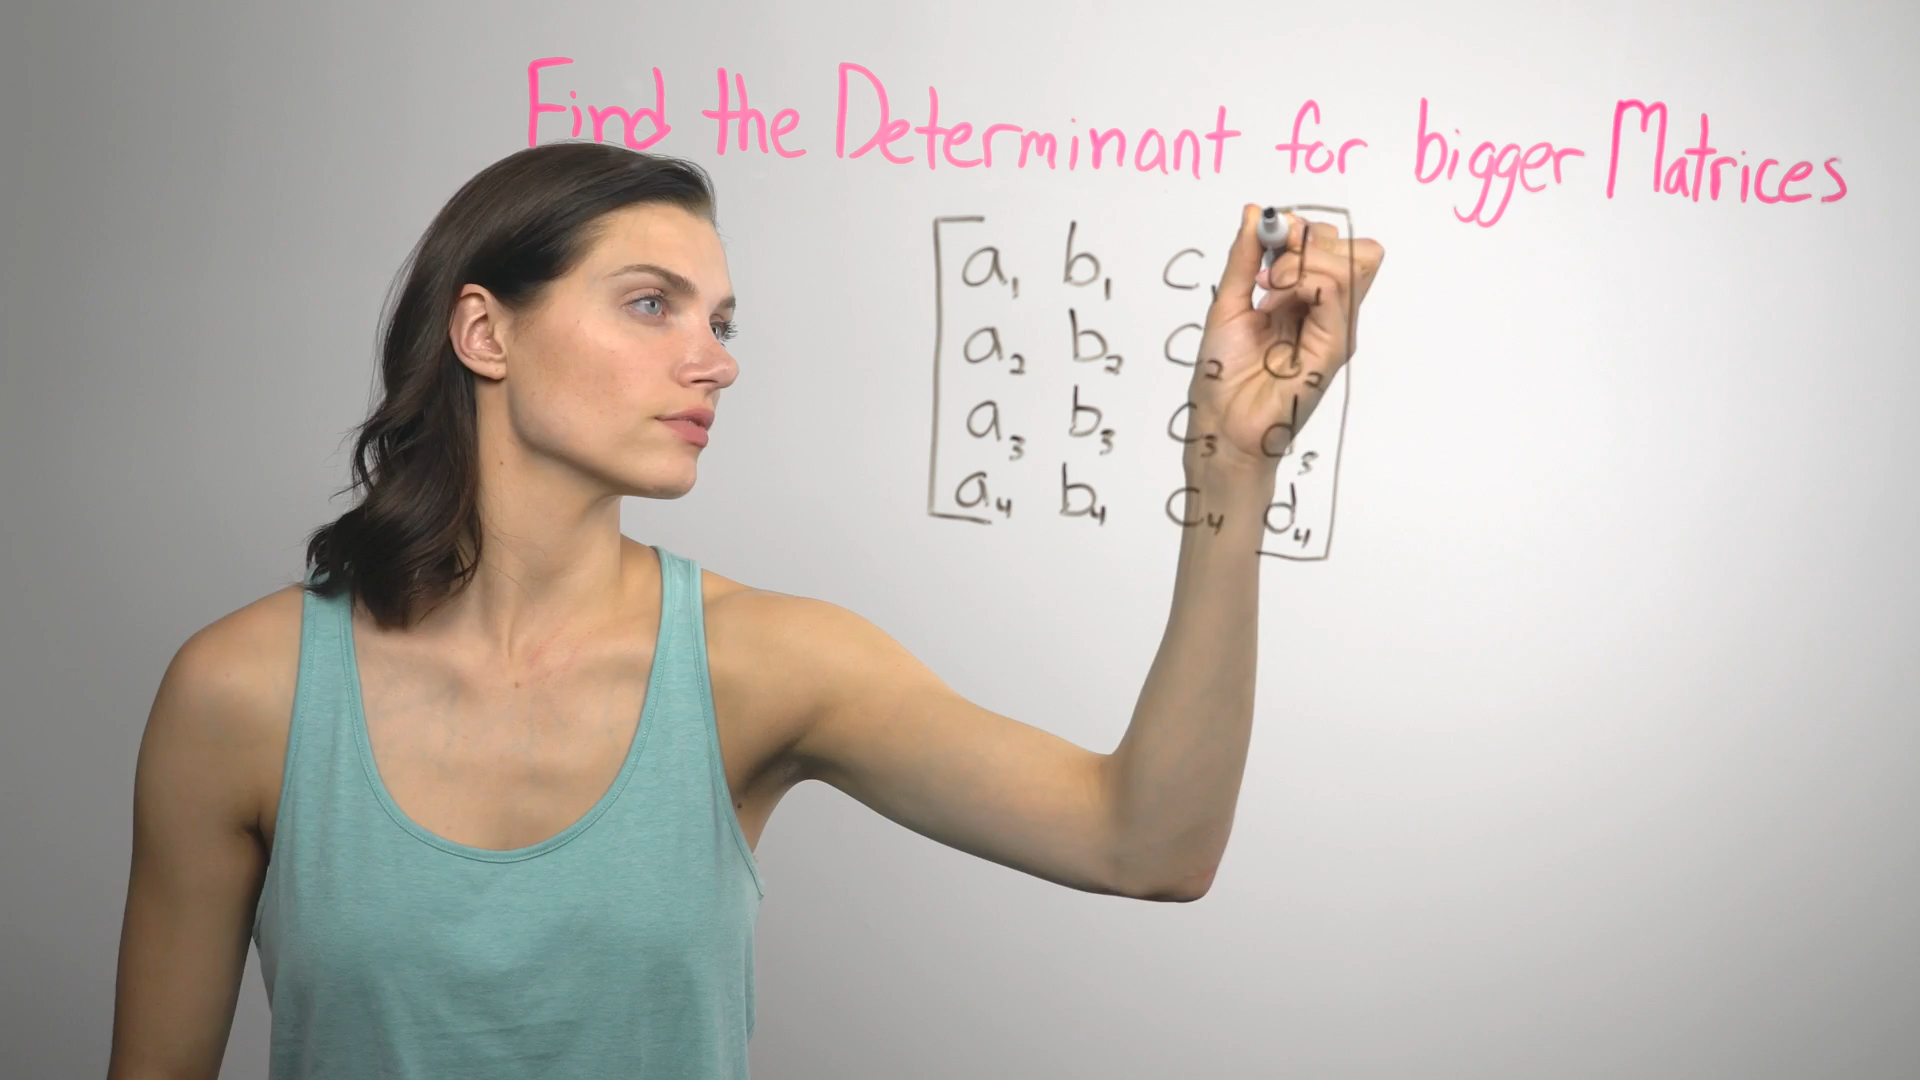 Find the Determinant for bigger Matrices
a₁ b₁ c₁ d₁
a₂ b₂ c₂ d₂
a₃ b₃ c₃ d₃
a₄ b₄ c₄ d₄